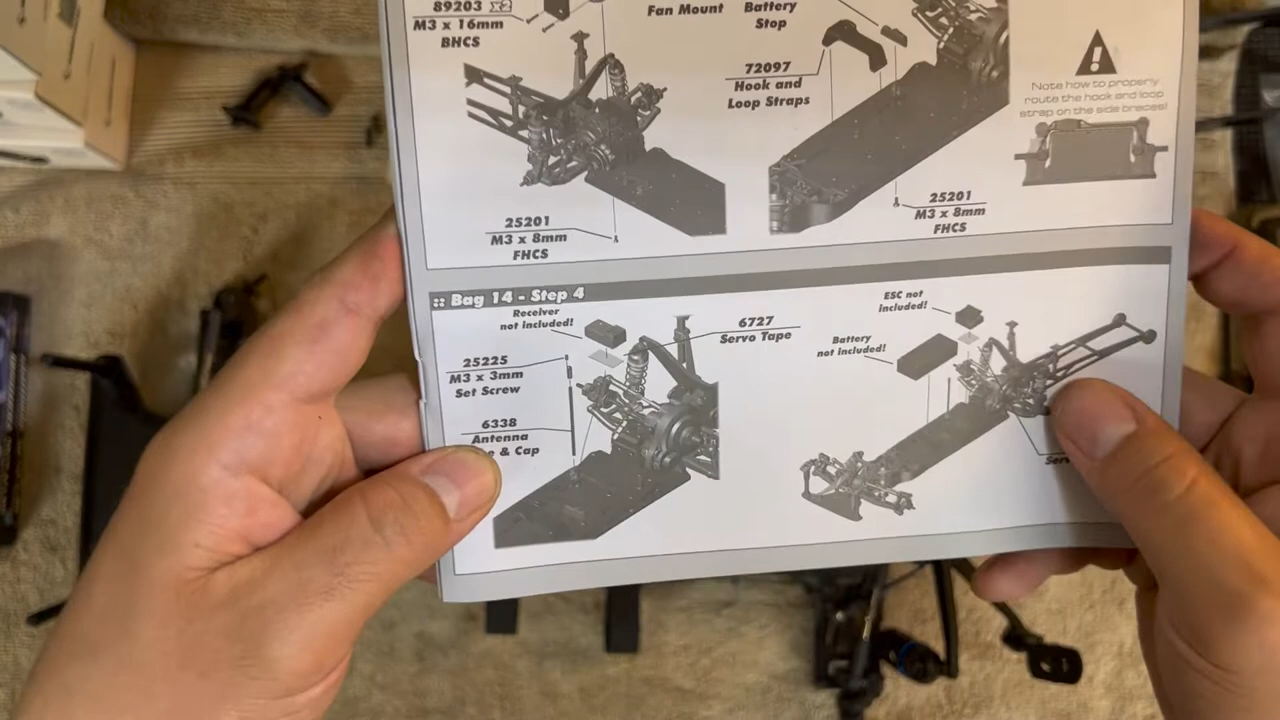 89203 x2
M3 x 16mm
BHCS
Fan Mount
Battery
Stop
72097
Hook and
Loop Straps
Note how to properly
route the hook and loop
strap on the side braces!
25201
M3 x 8mm
FHCS
25201
M3 x 8mm
FHCS
:: Bag 14 - Step 4
Receiver
not included!
6727
Servo Tape
25225
M3 x 3mm
Set Screw
6338
Antenna
& Cap
ESC not
included!
Battery
not included!